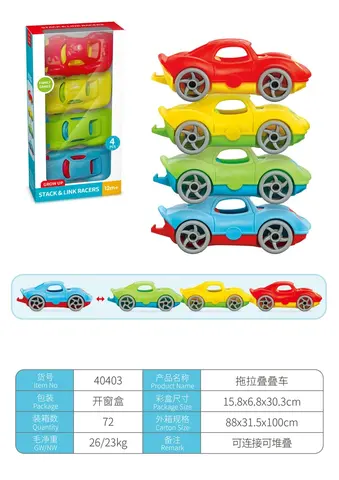 4
PCS
GROW UP
STACK & LINK RACERS
12m+
货号
Item No
40403
产品名称
Product Name
拖拉叠叠车
包装
Package
开窗盒
彩盒尺寸
Package Size
15.8x6.8x30.3cm
装箱数
Quantity
72
外箱规格
Carton Size
88x31.5x100cm
毛净重
GW/NW
26/23kg
备注
Remark
可连接可堆叠